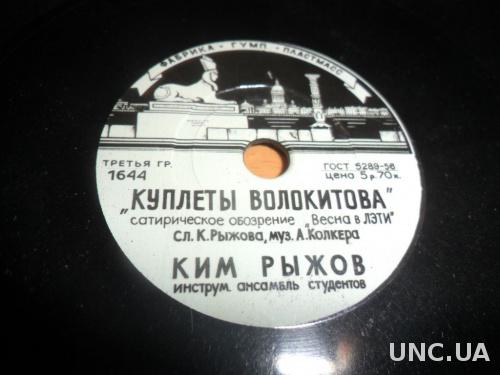 ФАБРИКА · ГУМП · ПЛАСТМАСС
ТРЕТЬЯ ГР.
1644
ГОСТ 5289-56
цена 5 р. 70 к.
„КУПЛЕТЫ ВОЛОКИТОВА"
сатирическое обозрение „Весна в ЛЭТИ"
Сл. К. Рыжова, муз. А. Колкера
КИМ РЫЖОВ
инструм. ансамбль студентов
UNC.UA